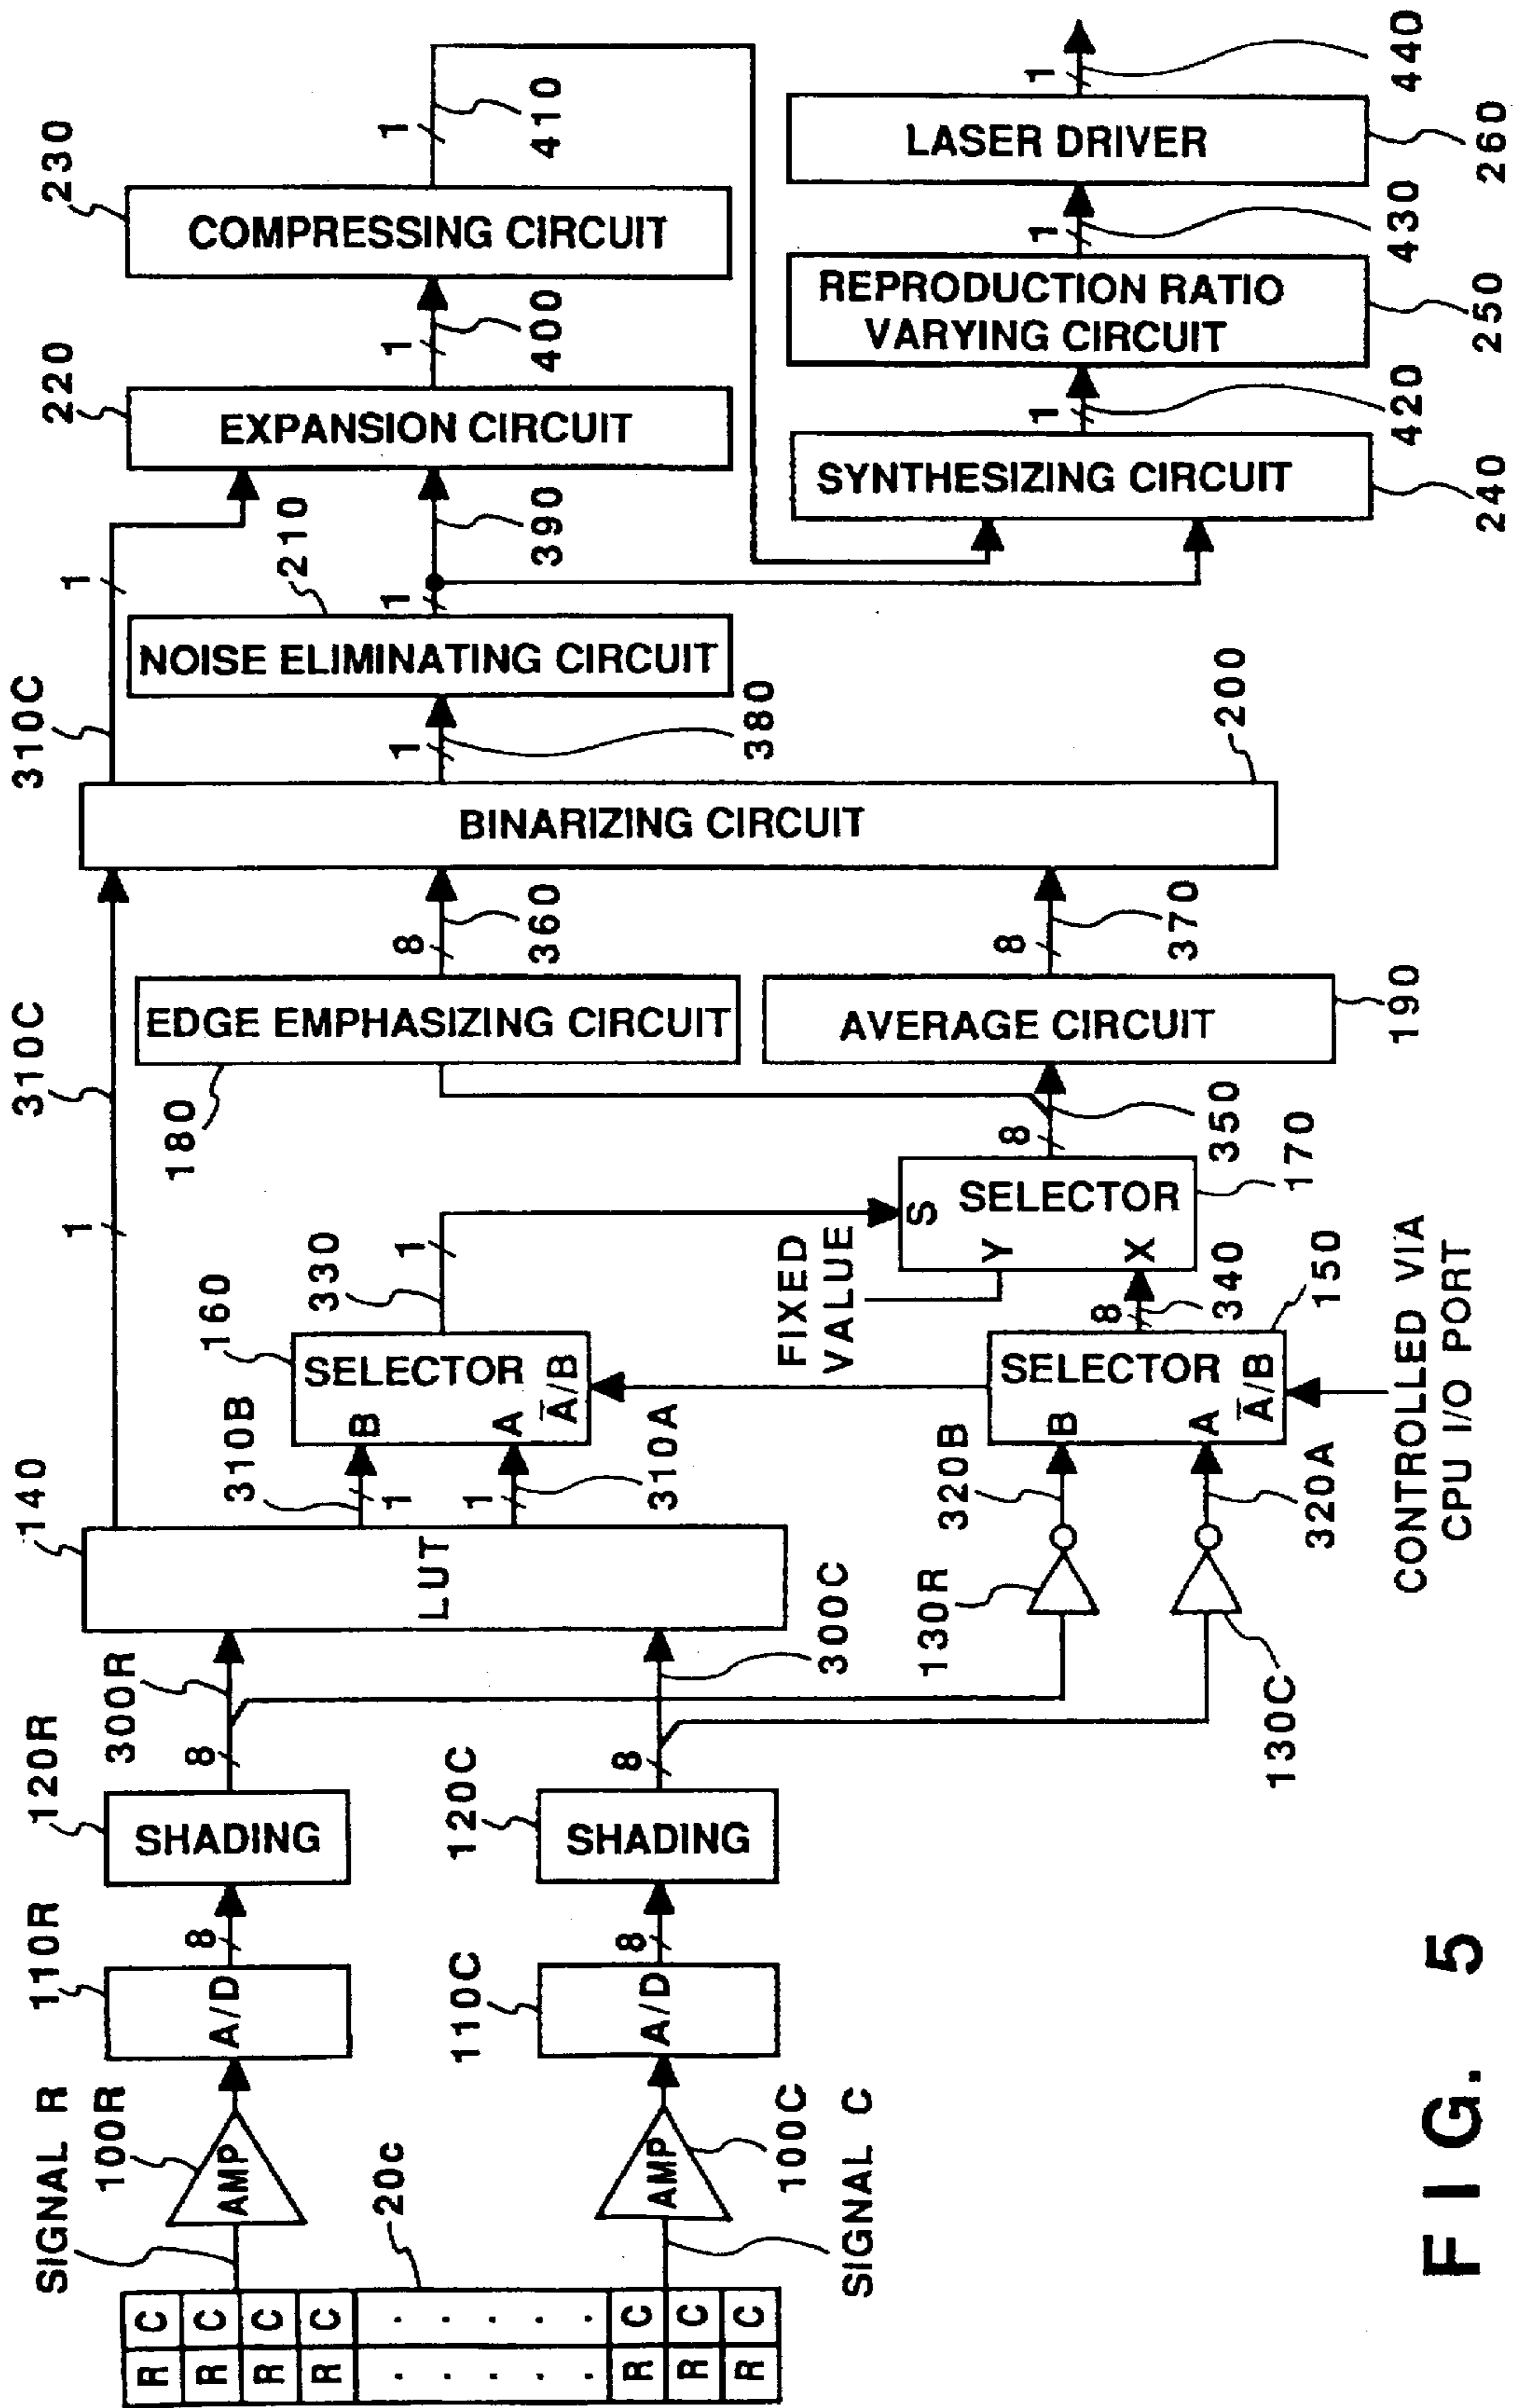 SIGNAL R
100R
AMP
110R
A/D
8
120R
SHADING
8
300R
R C
R C
R C
R C
. .
. .
. .
. .
. .
R C
R C
R C
20c
SIGNAL C
100C
AMP
110C
A/D
8
120C
SHADING
8
300C
140
LUT
310C
1
310B
1
1
310A
160
SELECTOR
B
A
A̅/B
330
1
130R
130C
320B
320A
150
SELECTOR
B
A
A̅/B
CONTROLLED VIA
CPU I/O PORT
8
340
FIXED
VALUE
170
SELECTOR
S
Y
X
8
350
180
EDGE EMPHASIZING CIRCUIT
8
360
190
AVERAGE CIRCUIT
8
370
200
BINARIZING CIRCUIT
310C
1
1
380
210
NOISE ELIMINATING CIRCUIT
1
390
220
EXPANSION CIRCUIT
1
400
230
COMPRESSING CIRCUIT
1
410
240
SYNTHESIZING CIRCUIT
1
420
250
REPRODUCTION RATIO
VARYING CIRCUIT
1
430
260
LASER DRIVER
1
440
FIG. 5